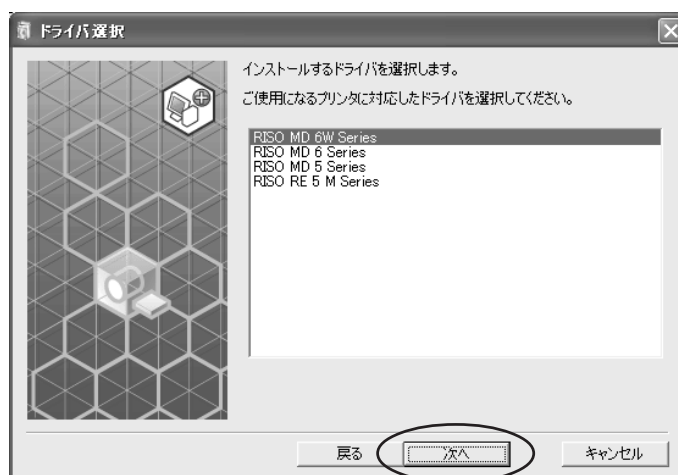 ドライバ選択
インストールするドライバを選択します。
ご使用になるプリンタに対応したドライバを選択してください。
RISO MD 6W Series
RISO MD 6 Series
RISO MD 5 Series
RISO RE 5 M Series
戻る
次へ
キャンセル